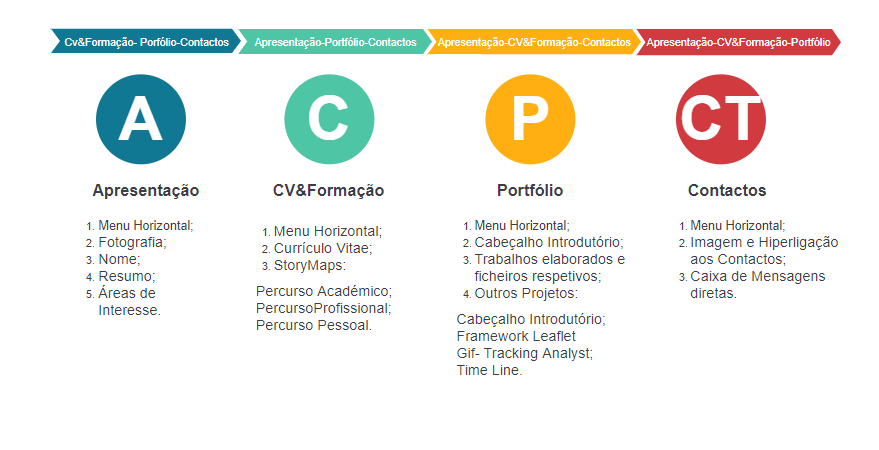 Cv&Formação- Porfólio-Contactos
Apresentação-Portfólio-Contactos
Apresentação-CV&Formação-Contactos
Apresentação-CV&Formação-Portfólio
A
C
P
CT
Apresentação
1. Menu Horizontal;
2. Fotografia;
3. Nome;
4. Resumo;
5. Áreas de
Interesse.
CV&Formação
1. Menu Horizontal;
2. Currículo Vitae;
3. StoryMaps:
Percurso Académico;
PercursoProfissional;
Percurso Pessoal.
Portfólio
1. Menu Horizontal;
2. Cabeçalho Introdutório;
3. Trabalhos elaborados e
ficheiros respetivos;
4. Outros Projetos:
Cabeçalho Introdutório;
Framework Leaflet
Gif- Tracking Analyst;
Time Line.
Contactos
1. Menu Horizontal;
2. Imagem e Hiperligação
aos Contactos;
3. Caixa de Mensagens
diretas.